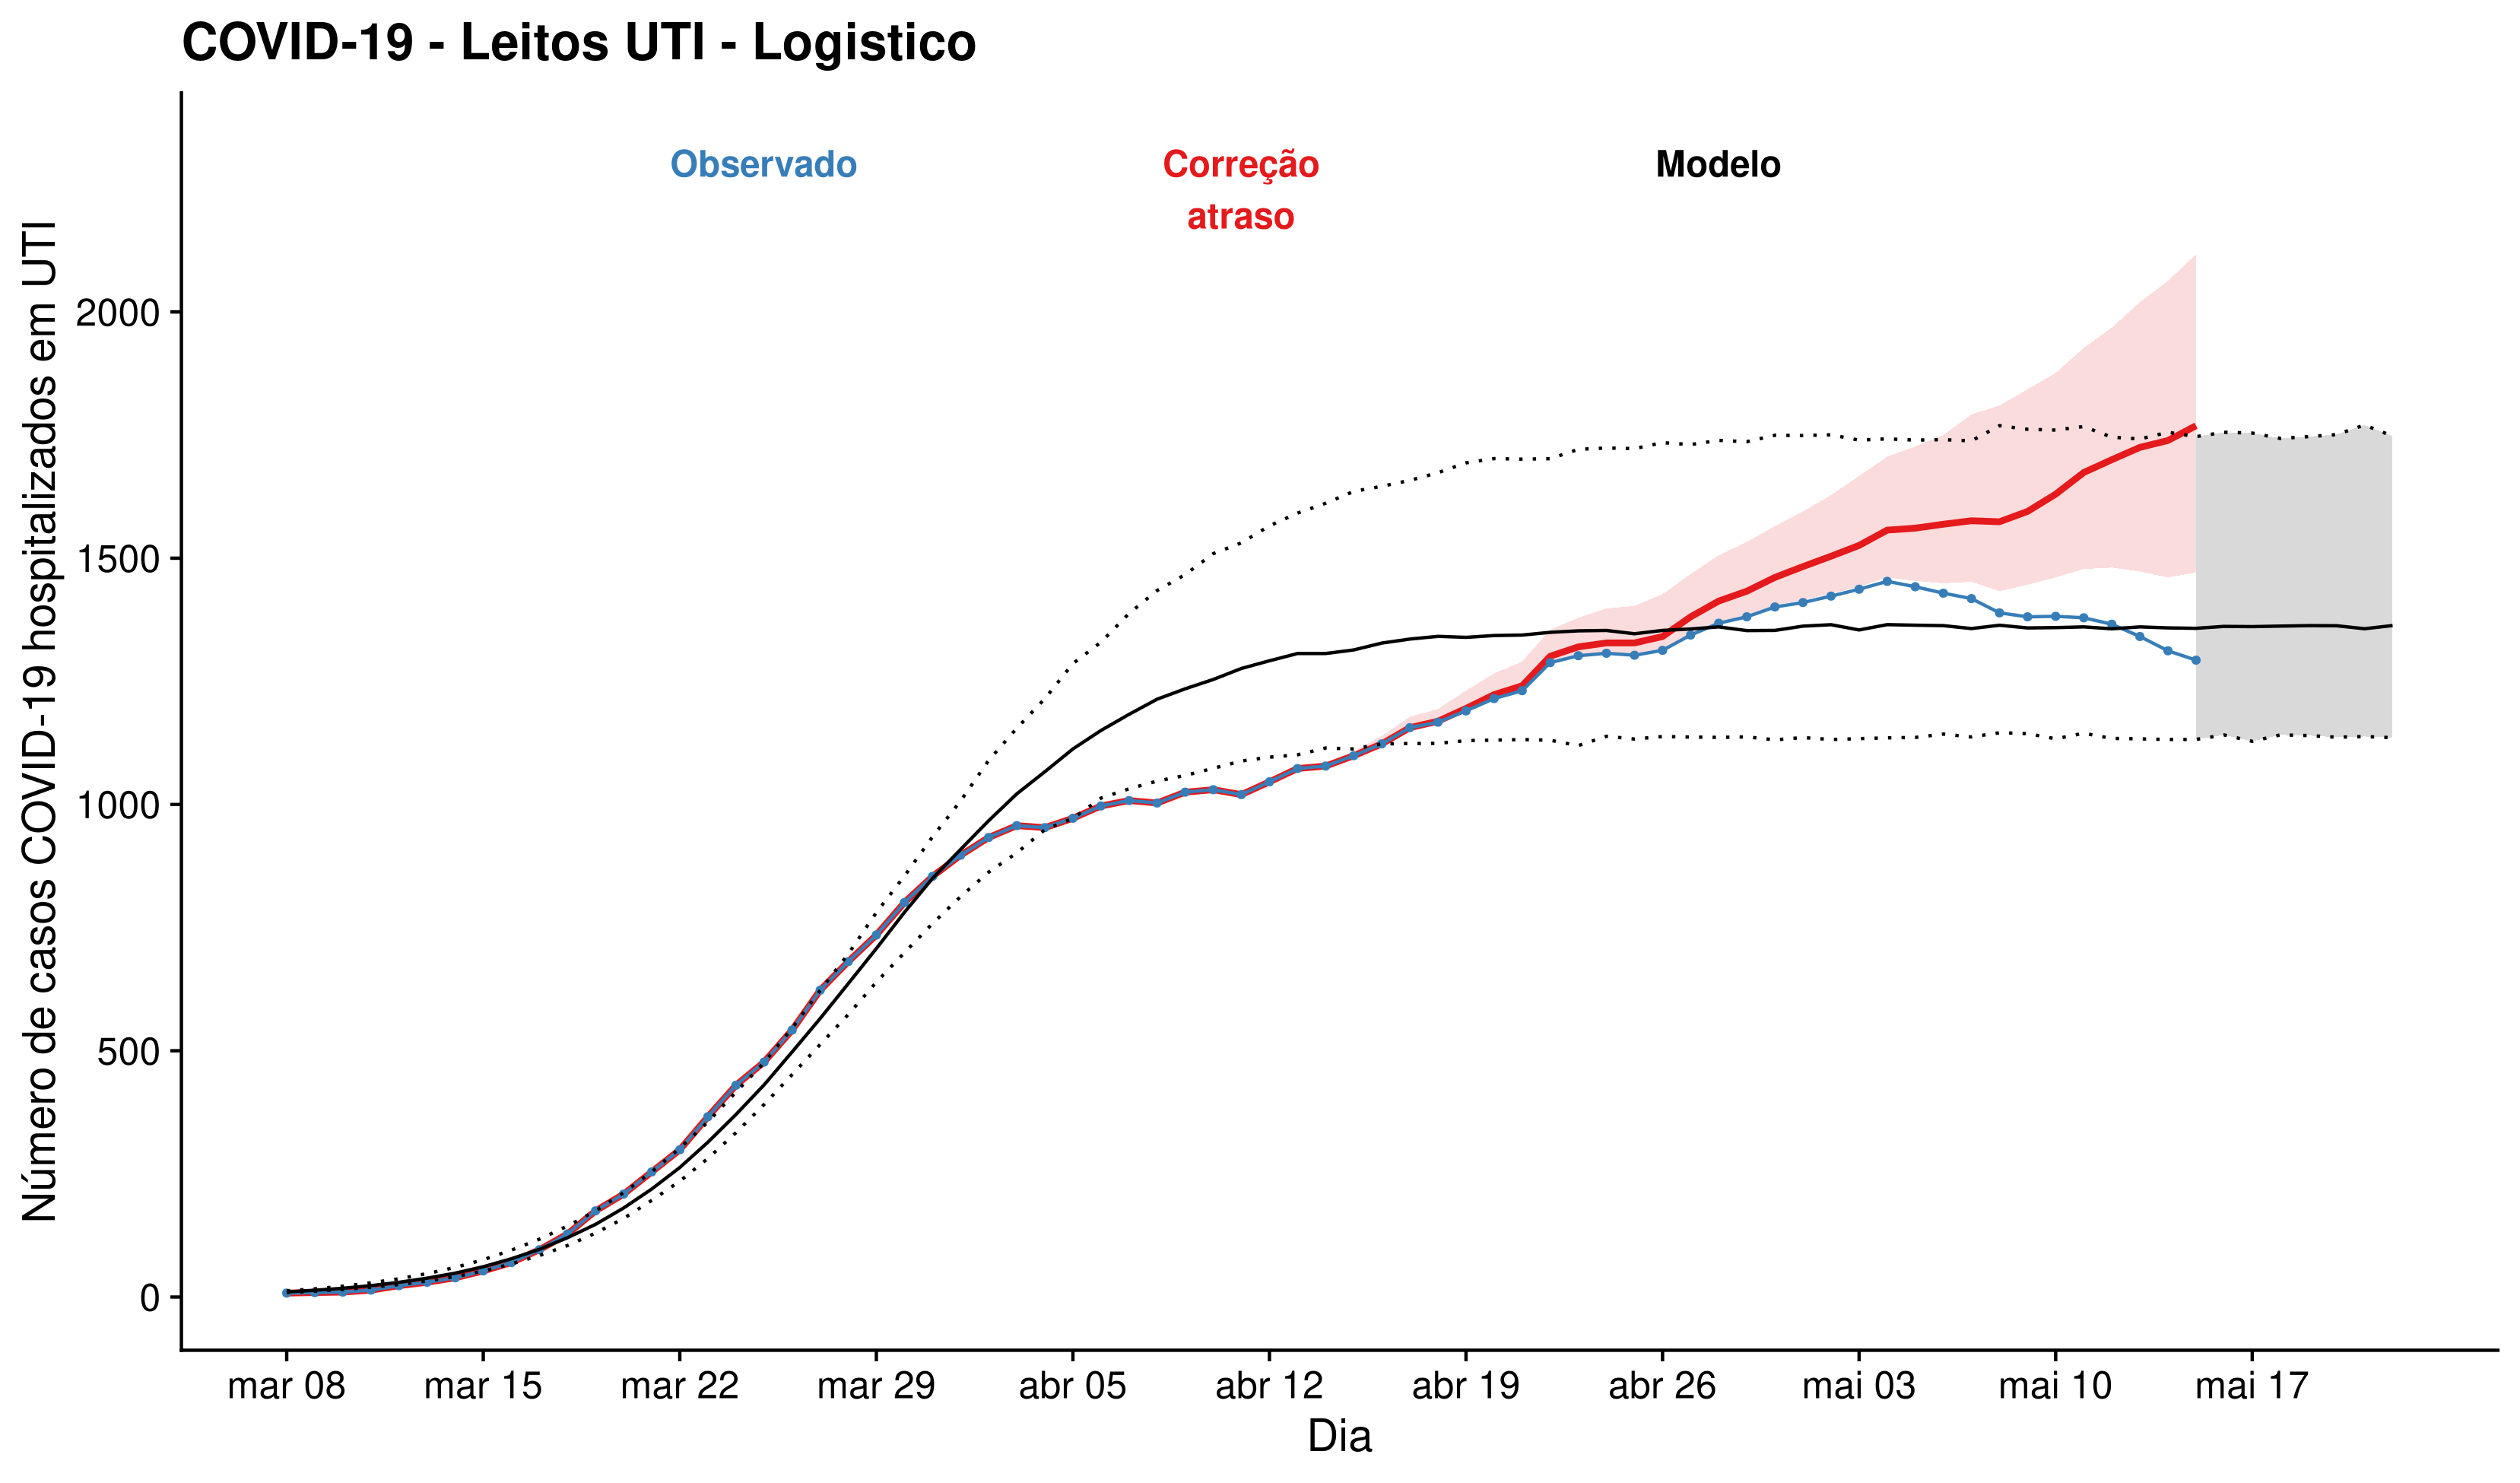 COVID-19 - Leitos UTI - Logistico
Observado
Correção
atraso
Modelo
Número de casos COVID-19 hospitalizados em UTI
2000
1500
1000
500
0
mar 08
mar 15
mar 22
mar 29
abr 05
abr 12
abr 19
abr 26
mai 03
mai 10
mai 17
Dia